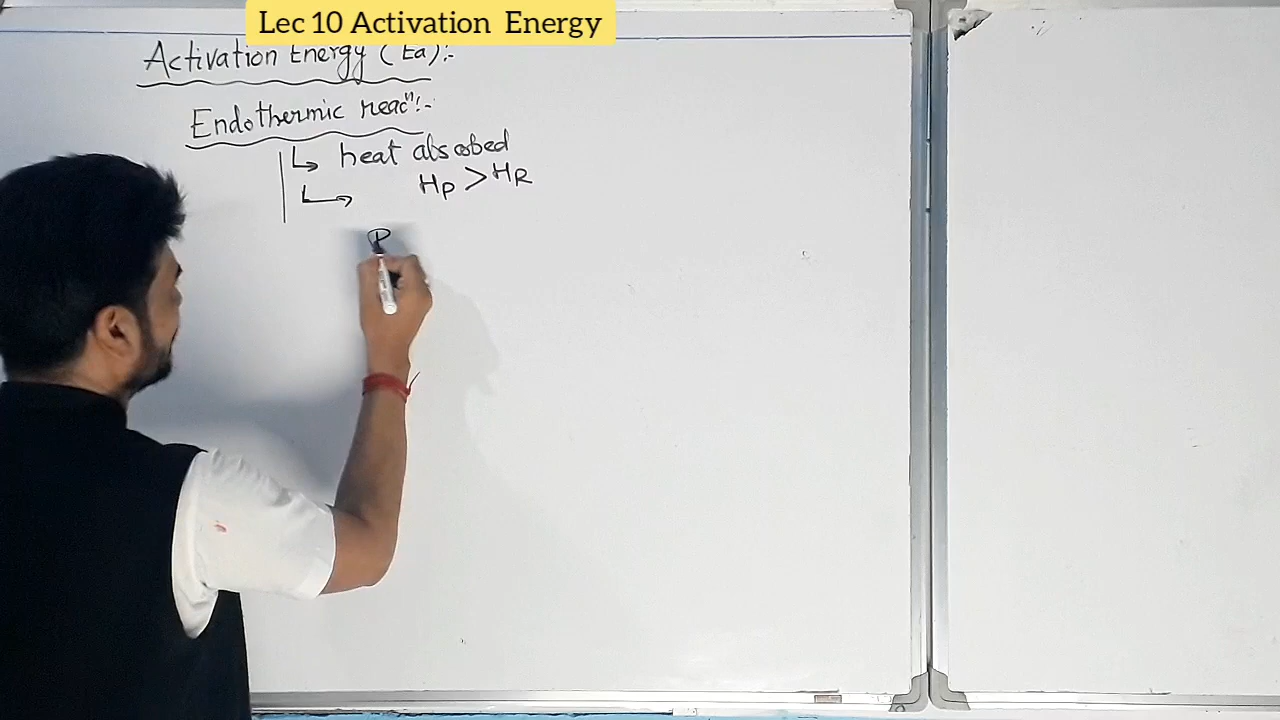 Lec 10 Activation Energy
Activation Energy (Ea):-
Endothermic reacⁿ:-
↳ heat absobed
↳ Hp > HR
P